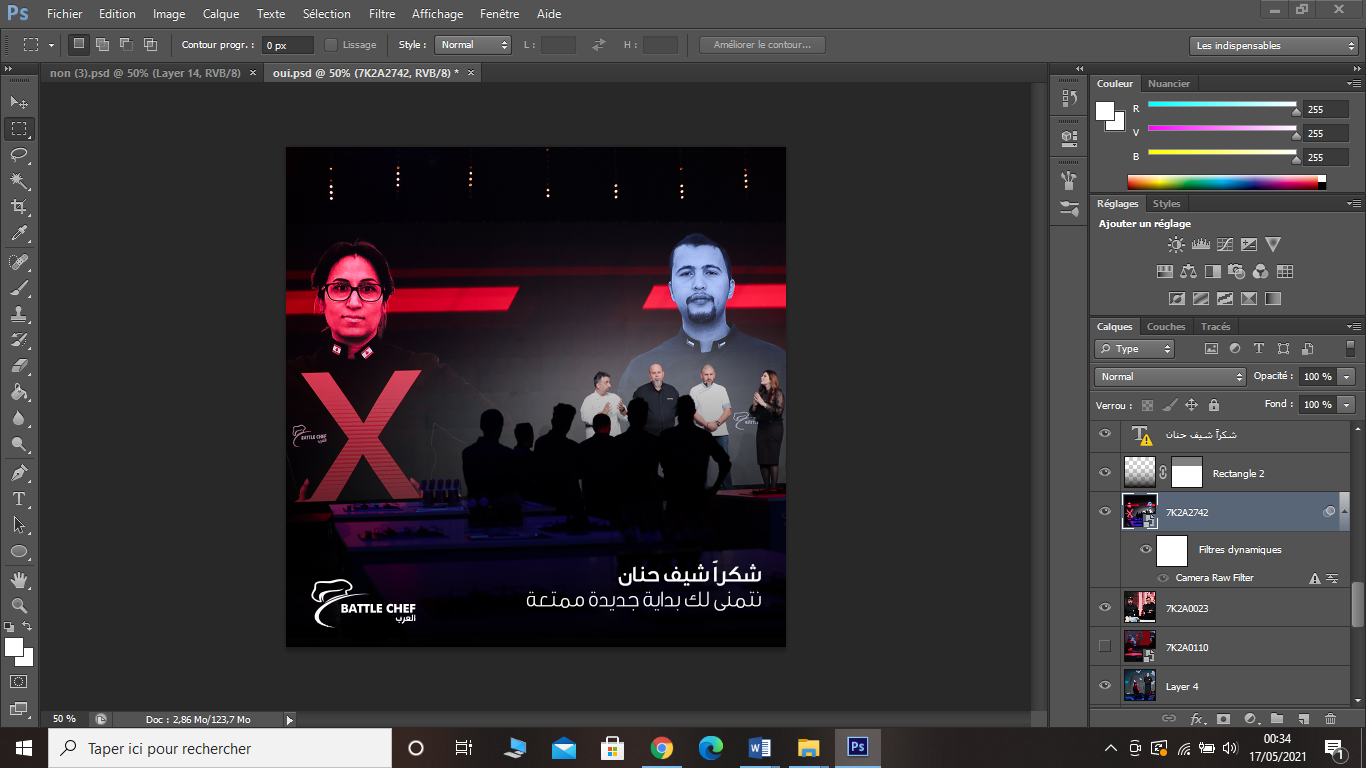 Ps Fichier Edition Image Calque Texte Sélection Filtre Affichage Fenêtre Aide
Contour progr. : 0 px Lissage Style : Normal L : H : Améliorer le contour... Les indispensables
non (3).psd @ 50% (Layer 14, RVB/8) × oui.psd @ 50% (7K2A2742, RVB/8) * ×
Couleur Nuancier
R 255
V 255
B 255
Réglages Styles
Ajouter un réglage
Calques Couches Tracés
Type
Normal Opacité : 100 %
Verrou : Fond : 100 %
شكراً شيف حنان
Rectangle 2
7K2A2742
Filtres dynamiques
Camera Raw Filter
7K2A0023
7K2A0110
Layer 4
X
BATTLE CHEF
العرب
شكراً شيف حنان
نتمنى لك بداية جديدة ممتعة
BATTLE CHEF
العرب
50 % Doc : 2,86 Mo/123,7 Mo
Taper ici pour rechercher
00:34
17/05/2021
1